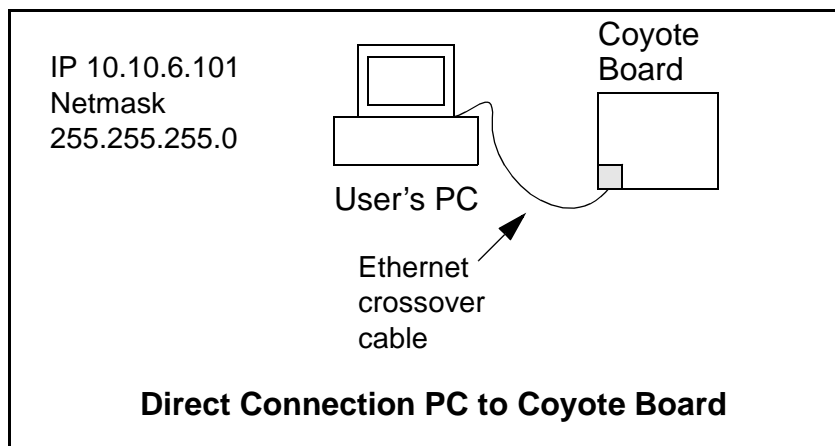 IP 10.10.6.101
Netmask
255.255.255.0
Coyote
Board
User’s PC
Ethernet
crossover
cable
Direct Connection PC to Coyote Board